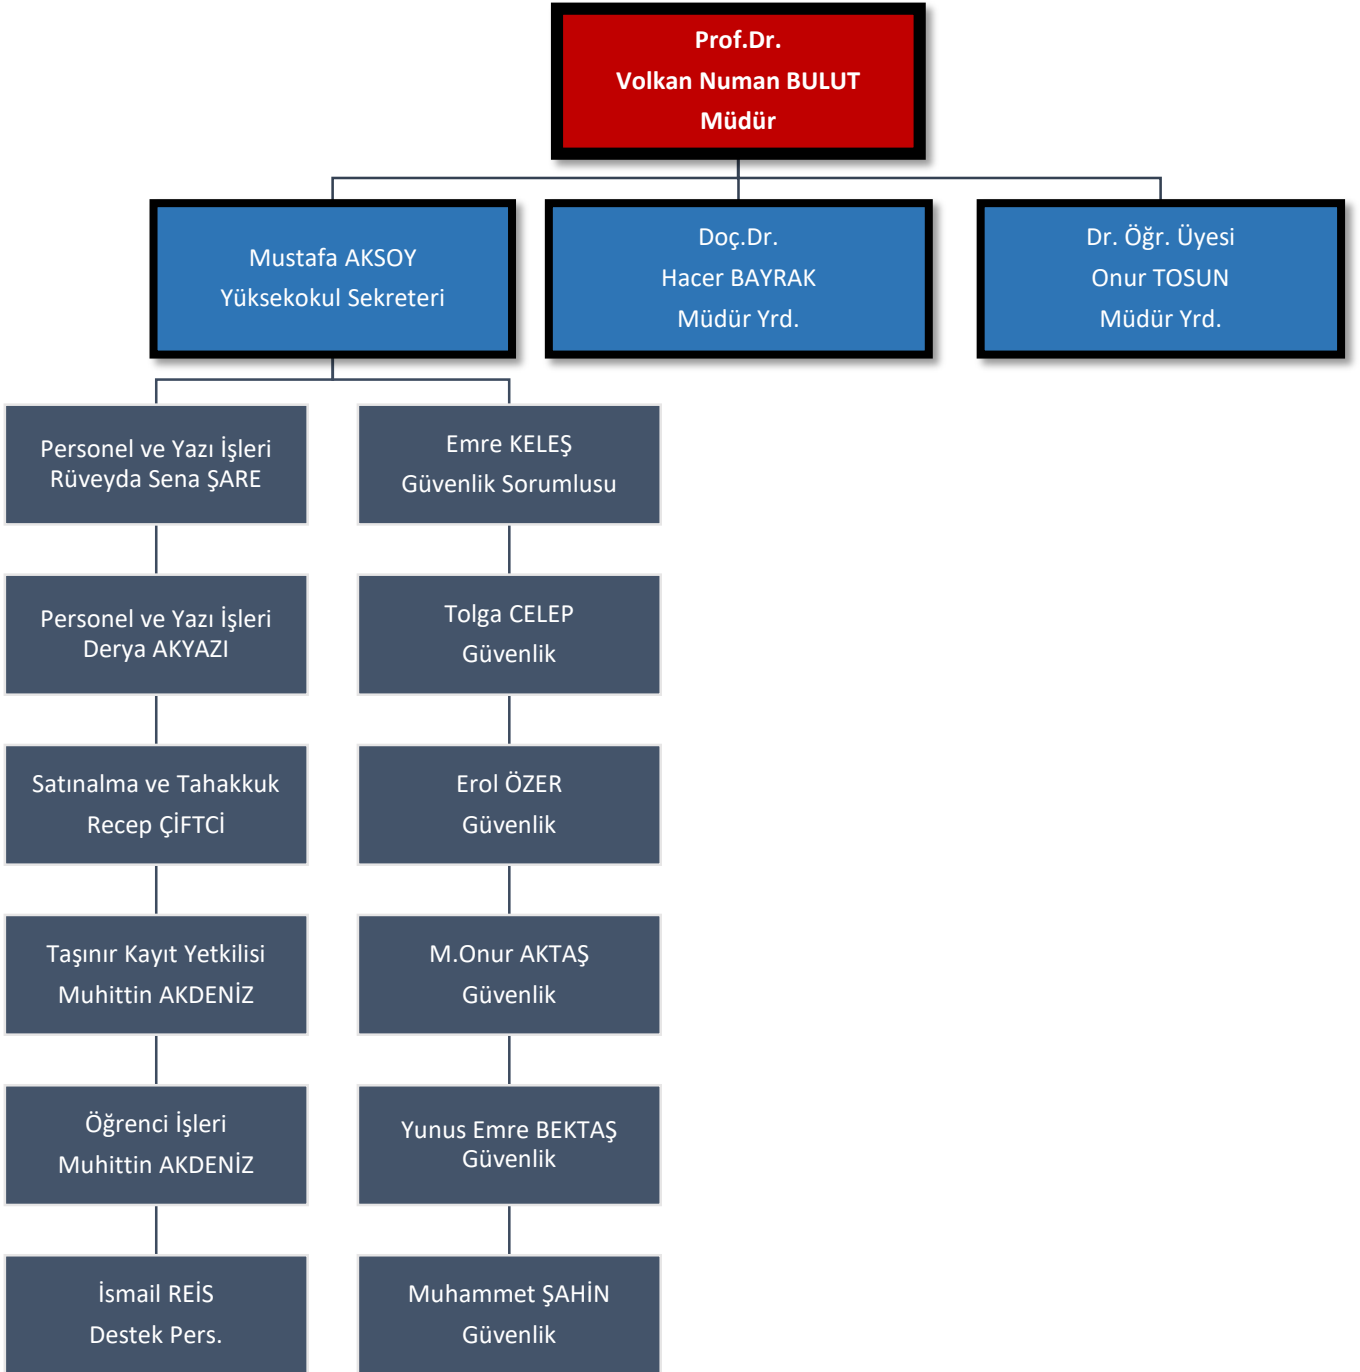 Prof.Dr.
Volkan Numan BULUT
Müdür
Mustafa AKSOY
Yüksekokul Sekreteri
Doç.Dr.
Hacer BAYRAK
Müdür Yrd.
Dr. Öğr. Üyesi
Onur TOSUN
Müdür Yrd.
Personel ve Yazı İşleri
Rüveyda Sena ŞARE
Emre KELEŞ
Güvenlik Sorumlusu
Personel ve Yazı İşleri
Derya AKYAZI
Tolga CELEP
Güvenlik
Satınalma ve Tahakkuk
Recep ÇİFTCİ
Erol ÖZER
Güvenlik
Taşınır Kayıt Yetkilisi
Muhittin AKDENİZ
M.Onur AKTAŞ
Güvenlik
Öğrenci İşleri
Muhittin AKDENİZ
Yunus Emre BEKTAŞ
Güvenlik
İsmail REİS
Destek Pers.
Muhammet ŞAHİN
Güvenlik